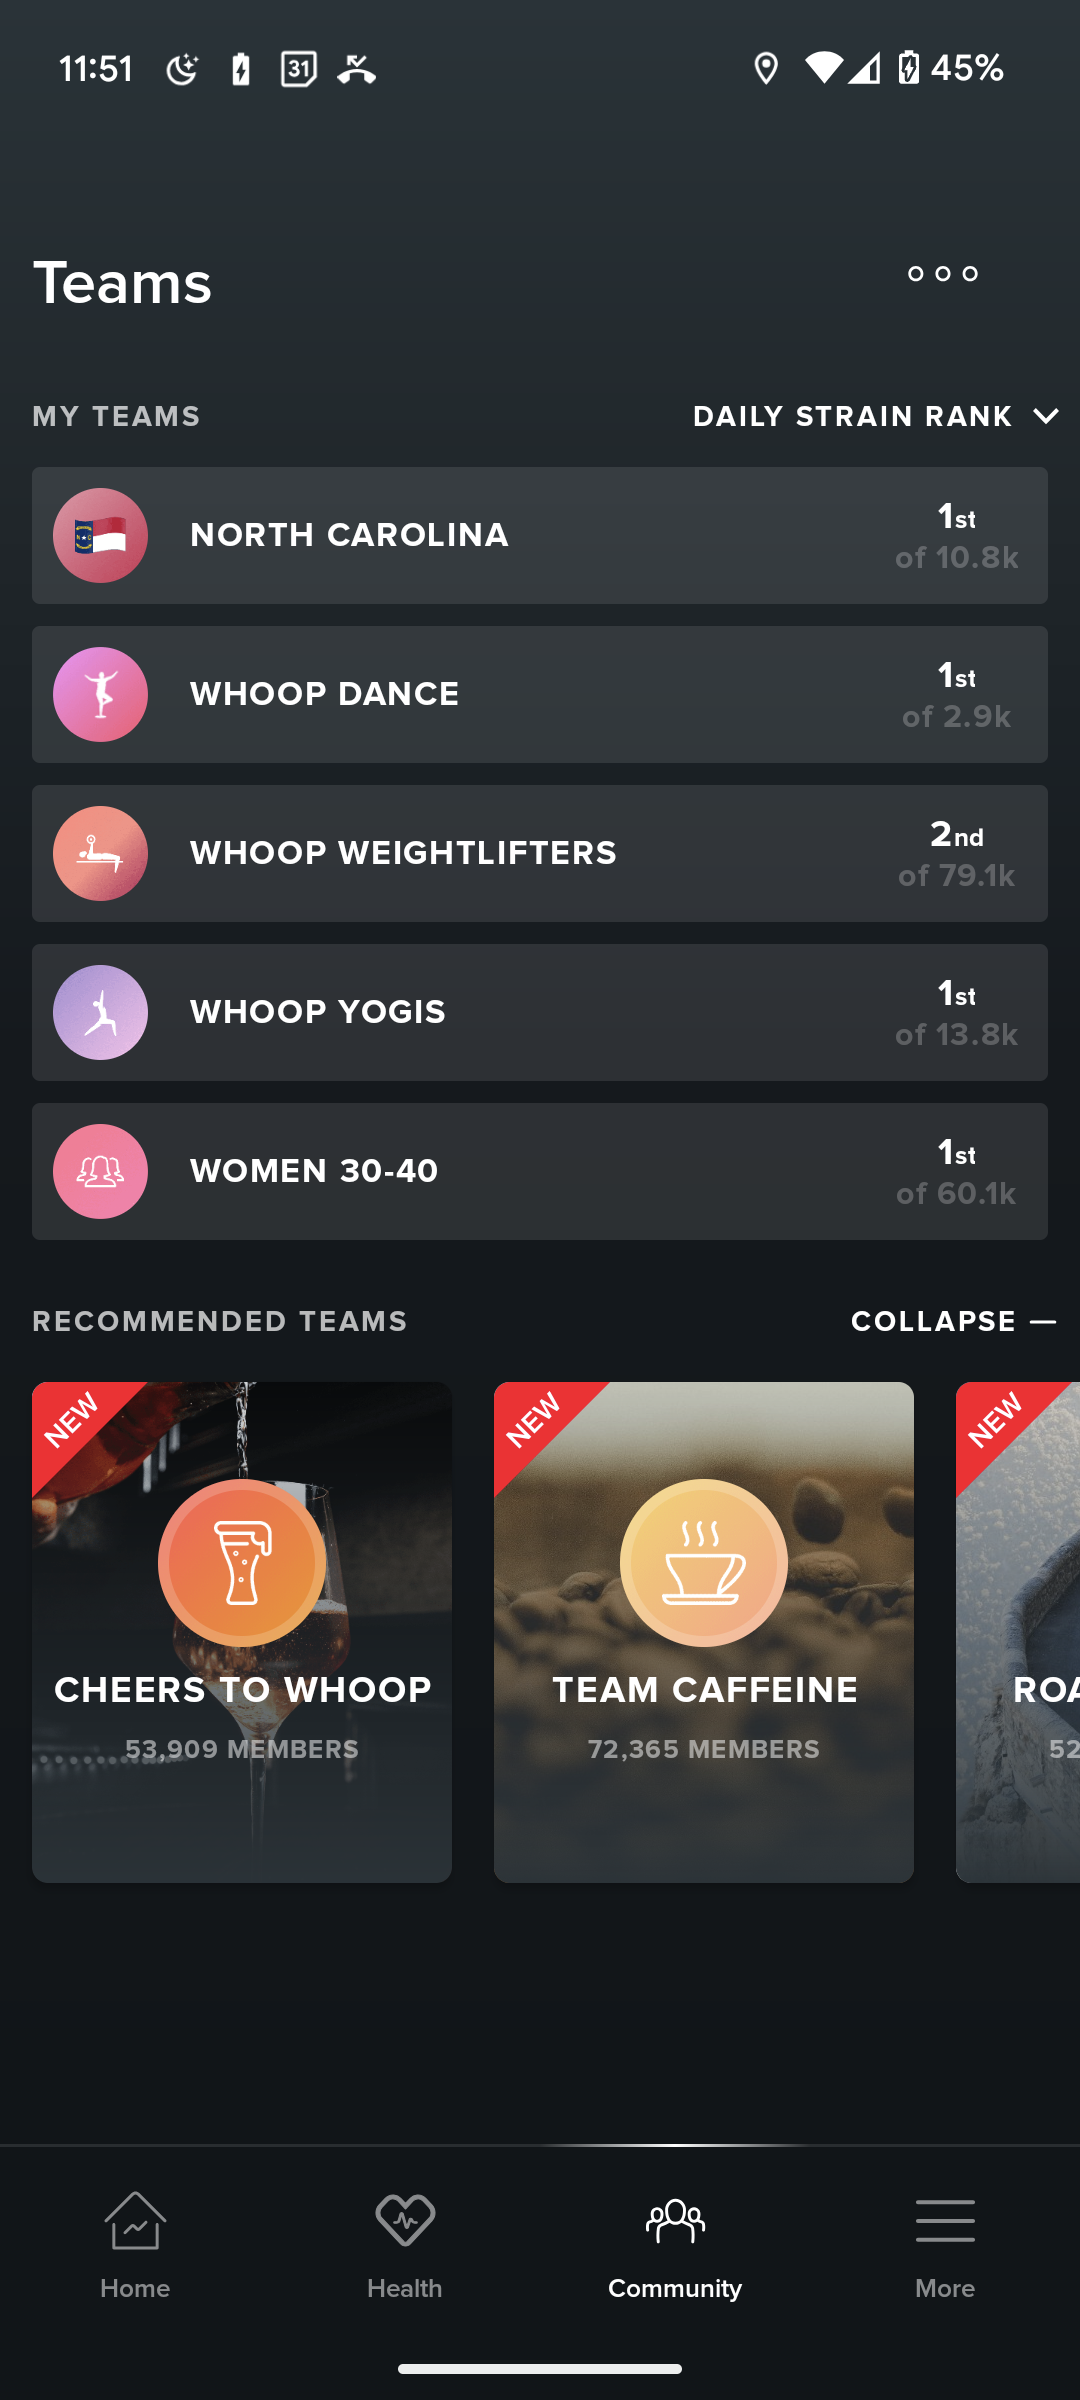 11:51 31 45%
Teams
MY TEAMS DAILY STRAIN RANK
NORTH CAROLINA 1st
of 10.8k
WHOOP DANCE 1st
of 2.9k
WHOOP WEIGHTLIFTERS 2nd
of 79.1k
WHOOP YOGIS 1st
of 13.8k
WOMEN 30-40 1st
of 60.1k
RECOMMENDED TEAMS COLLAPSE
NEW NEW NEW
CHEERS TO WHOOP TEAM CAFFEINE ROA
53,909 MEMBERS 72,365 MEMBERS 52
Home Health Community More